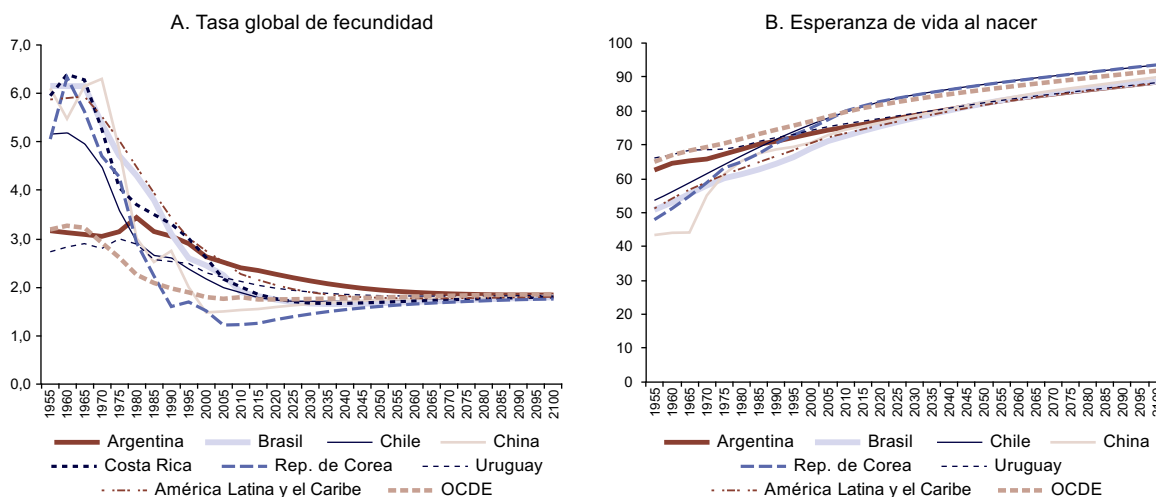 A. Tasa global de fecundidad
7,0
6,0
5,0
4,0
3,0
2,0
1,0
0,0
1955 1960 1965 1970 1975 1980 1985 1990 1995 2000 2005 2010 2015 2020 2025 2030 2035 2040 2045 2050 2055 2060 2065 2070 2075 2080 2085 2090 2095 2100
Argentina Brasil Chile China
Costa Rica Rep. de Corea Uruguay
América Latina y el Caribe OCDE
B. Esperanza de vida al nacer
100
90
80
70
60
50
40
30
20
10
0
1955 1960 1965 1970 1975 1980 1985 1990 1995 2000 2005 2010 2015 2020 2025 2030 2035 2040 2045 2050 2055 2060 2065 2070 2075 2080 2085 2090 2095 2100
Argentina Brasil Chile China
Rep. de Corea Uruguay
América Latina y el Caribe OCDE